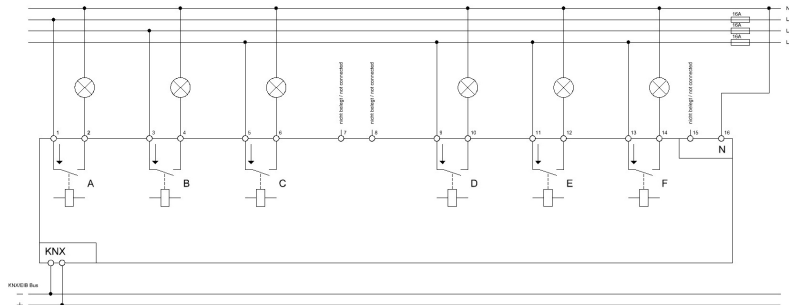 N
16A
L
16A
L
16A
L
nicht belegt / not connected
nicht belegt / not connected
nicht belegt / not connected
1 2 3 4 5 6 7 8 9 10 11 12 13 14 15 16
N
A B C D E F
KNX
KNX/EIB Bus
−
+